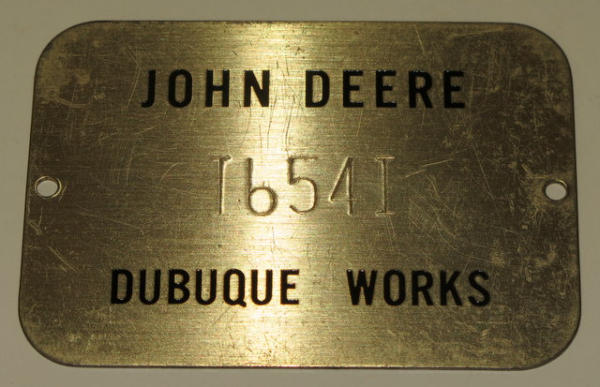 JOHN DEERE
T6541
DUBUQUE WORKS